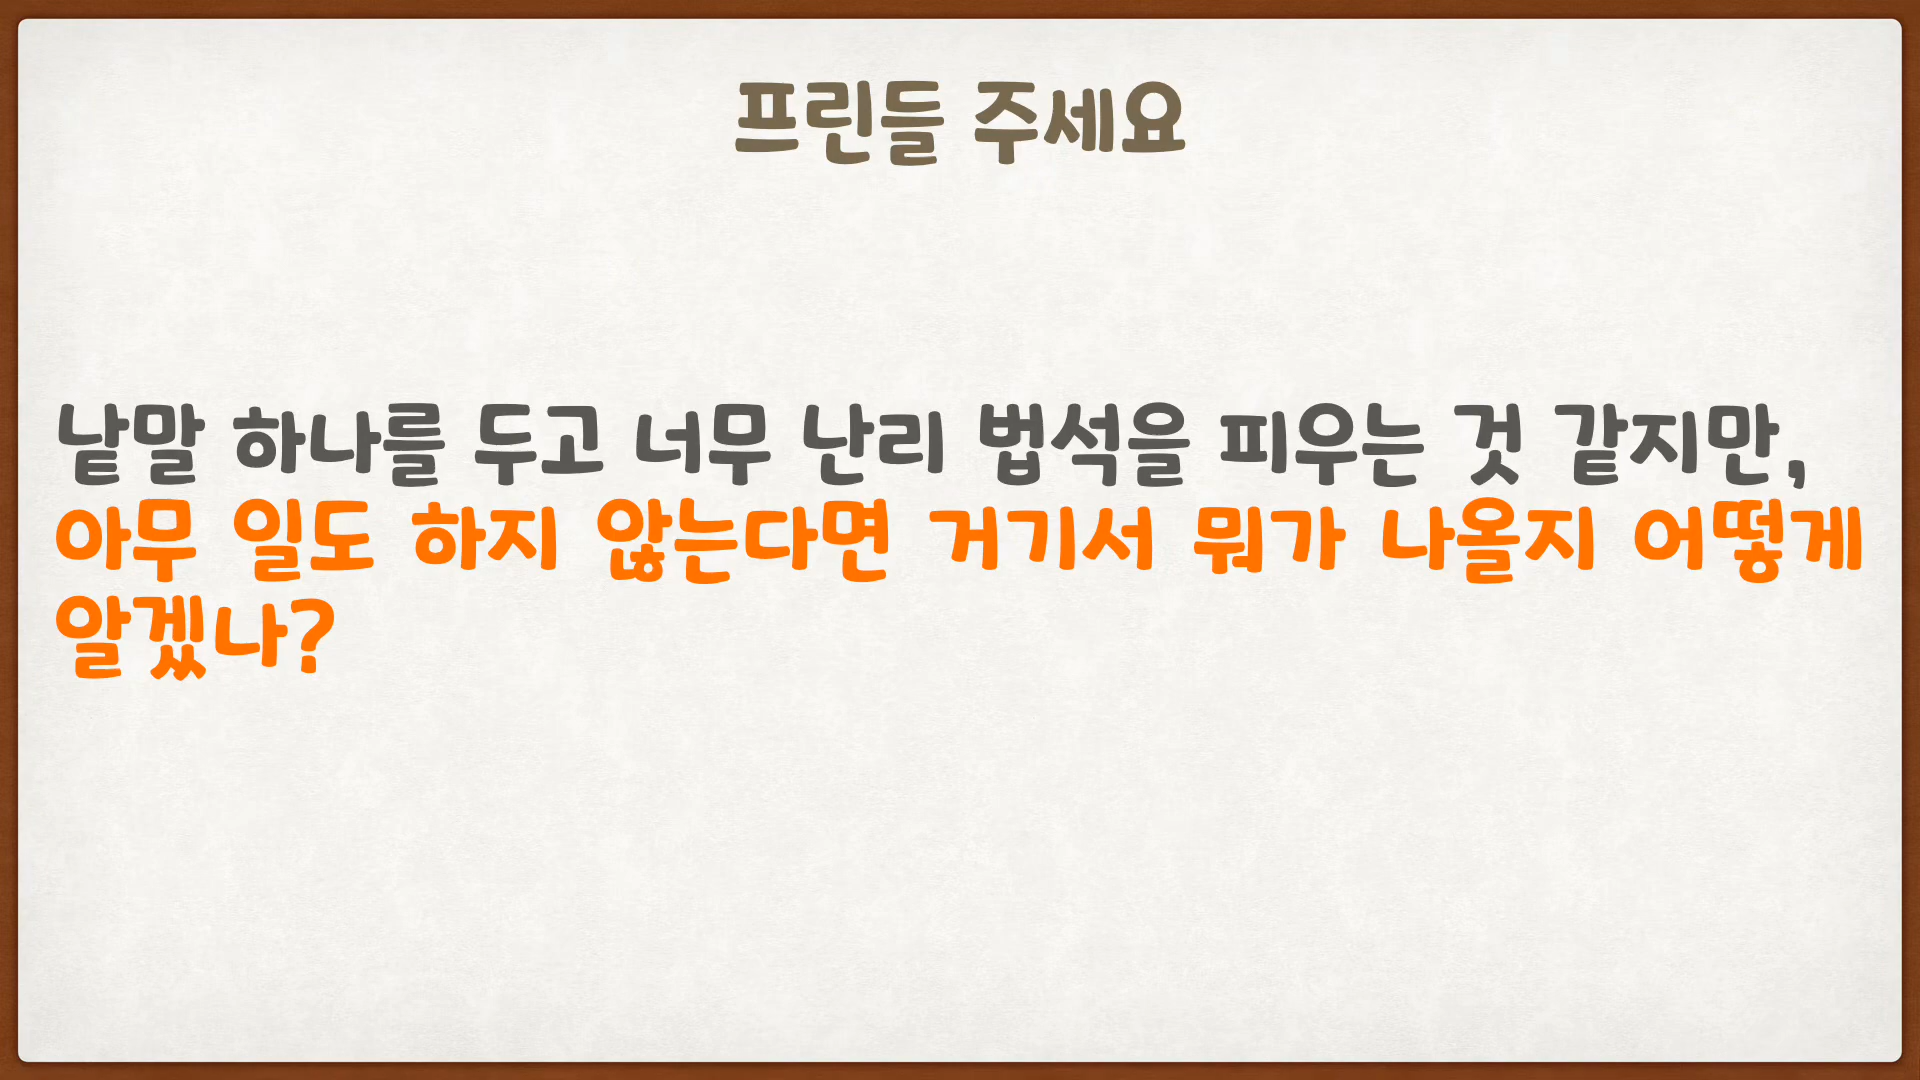 프린들 주세요
낱말 하나를 두고 너무 난리 법석을 피우는 것 같지만,
아무 일도 하지 않는다면 거기서 뭐가 나올지 어떻게
알겠나?